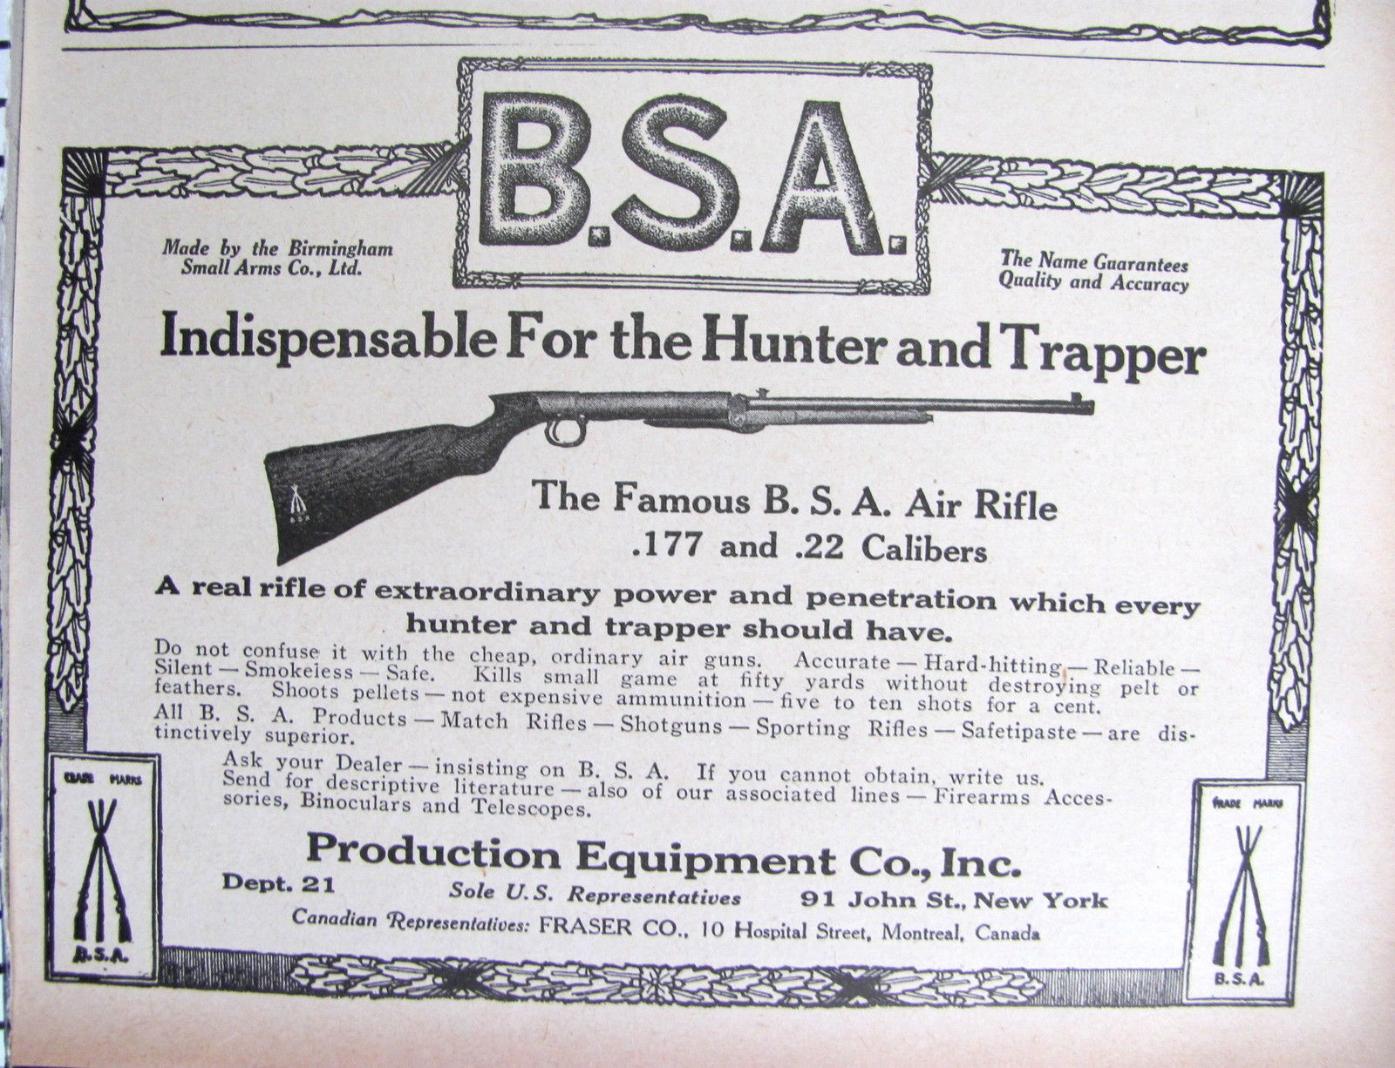 B.S.A.
Made by the Birmingham
Small Arms Co., Ltd.
The Name Guarantees
Quality and Accuracy
Indispensable For the Hunter and Trapper
The Famous B. S. A. Air Rifle
.177 and .22 Calibers
A real rifle of extraordinary power and penetration which every
hunter and trapper should have.
Do not confuse it with the cheap, ordinary air guns. Accurate — Hard-hitting — Reliable —
Silent — Smokeless — Safe. Kills small game at fifty yards without destroying pelt or
feathers. Shoots pellets — not expensive ammunition — five to ten shots for a cent.
All B. S. A. Products — Match Rifles — Shotguns — Sporting Rifles — Safetipaste — are dis-
tinctively superior.
Ask your Dealer — insisting on B. S. A. If you cannot obtain, write us.
Send for descriptive literature — also of our associated lines — Firearms Acces-
sories, Binoculars and Telescopes.
Production Equipment Co., Inc.
Dept. 21 Sole U.S. Representatives 91 John St., New York
Canadian Representatives: FRASER CO., 10 Hospital Street, Montreal, Canada
TRADE MARKS
B.S.A.
TRADE MARKS
B.S.A.